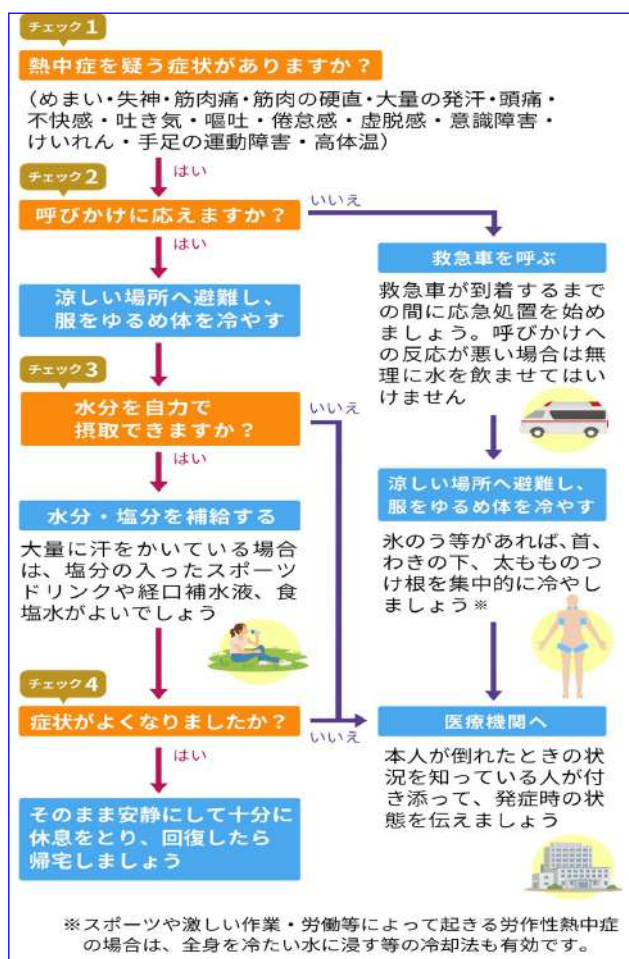 チェック1
熱中症を疑う症状がありますか？
（めまい・失神・筋肉痛・筋肉の硬直・大量の発汗・頭痛・
不快感・吐き気・嘔吐・倦怠感・虚脱感・意識障害・
けいれん・手足の運動障害・高体温）
はい
チェック2
呼びかけに応えますか？
いいえ
はい
涼しい場所へ避難し、
服をゆるめ体を冷やす
救急車を呼ぶ
救急車が到着するまで
の間に応急処置を始め
ましょう。呼びかけへ
の反応が悪い場合は無
理に水を飲ませてはい
けません
チェック3
水分を自力で
摂取できますか？
いいえ
はい
水分・塩分を補給する
大量に汗をかいている場合
は、塩分の入ったスポーツ
ドリンクや経口補水液、食
塩水がよいでしょう
涼しい場所へ避難し、
服をゆるめ体を冷やす
氷のう等があれば、首、
わきの下、太もものつ
け根を集中的に冷やし
ましょう※
チェック4
症状がよくなりましたか？
いいえ
はい
そのまま安静にして十分に
休息をとり、回復したら
帰宅しましょう
医療機関へ
本人が倒れたときの状
況を知っている人が付
き添って、発症時の状
態を伝えましょう
※スポーツや激しい作業・労働等によって起きる労作性熱中症
の場合は、全身を冷たい水に浸す等の冷却法も有効です。